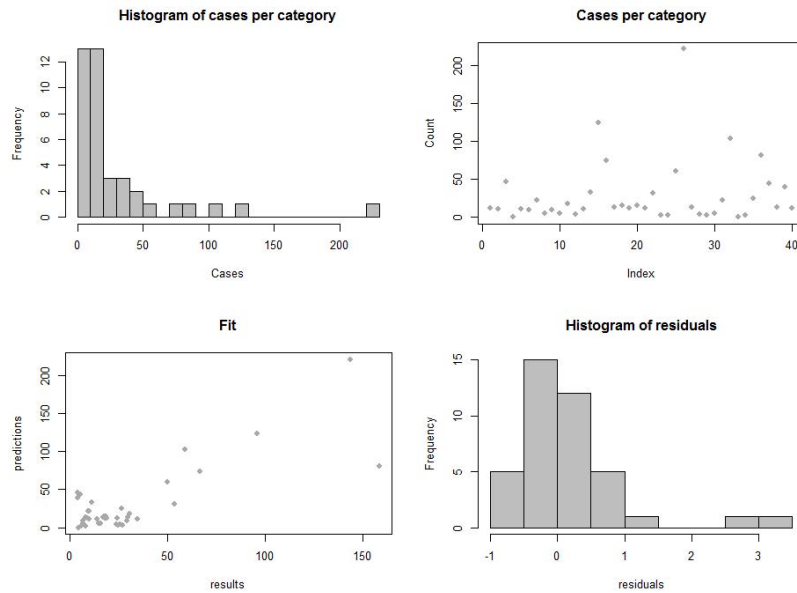 Histogram of cases per category
Frequency
12
10
8
6
4
2
0
0 50 100 150 200
Cases
Cases per category
Count
200
150
100
50
0
0 10 20 30 40
Index
Fit
predictions
200
150
100
50
0
0 50 100 150
results
Histogram of residuals
Frequency
15
10
5
0
-1 0 1 2 3
residuals